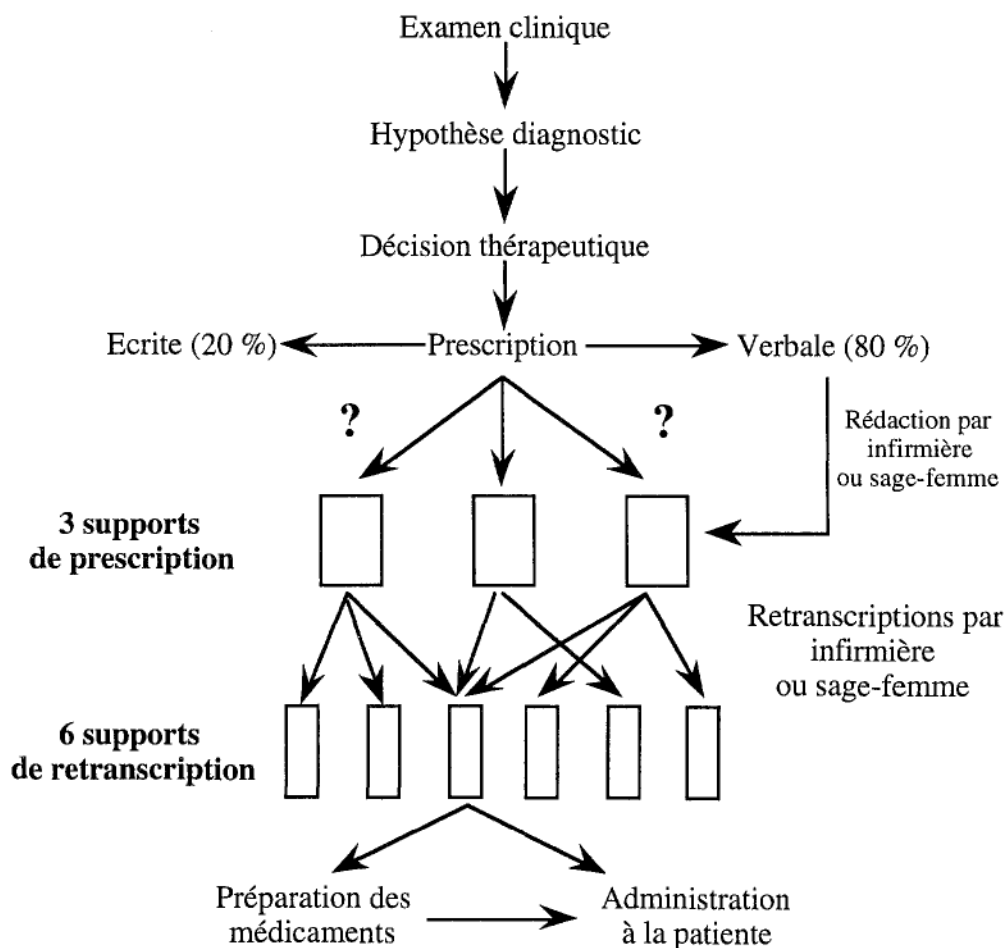 Examen clinique
Hypothèse diagnostic
Décision thérapeutique
Ecrite (20 %)
Prescription
Verbale (80 %)
?
?
Rédaction par
infirmière
ou sage-femme
3 supports
de prescription
Retranscriptions par
infirmière
ou sage-femme
6 supports
de retranscription
Préparation des
médicaments
Administration
à la patiente